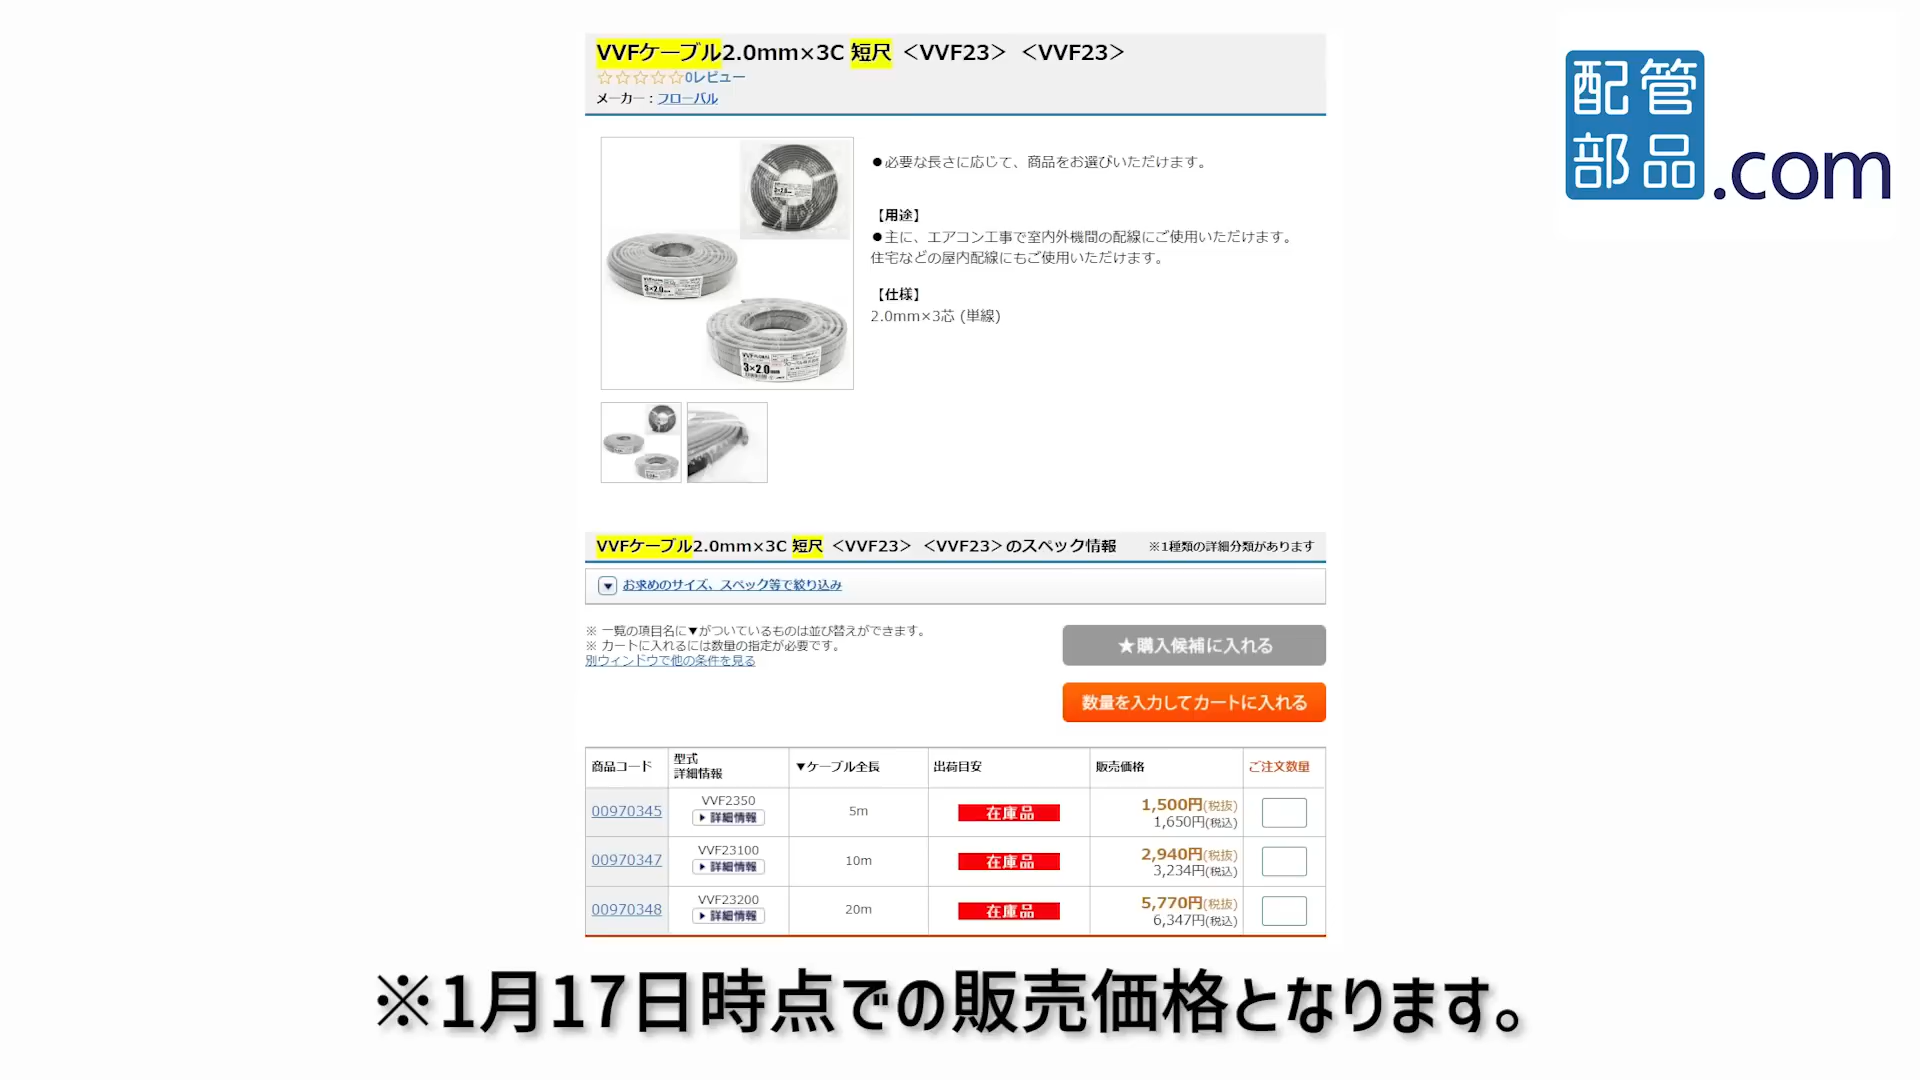 VVFケーブル2.0mm×3C 短尺 <VVF23> <VVF23>
☆☆☆☆☆0レビュー
メーカー：フローバル
配管
部品.com
●必要な長さに応じて、商品をお選びいただけます。
【用途】
●主に、エアコン工事で室内外機間の配線にご使用いただけます。
住宅などの屋内配線にもご使用いただけます。
【仕様】
2.0mm×3芯 (単線)
3×2.0
3×2.0
VVFケーブル2.0mm×3C 短尺 <VVF23> <VVF23>のスペック情報 ※1種類の詳細分類があります
お求めのサイズ、スペック等で絞り込み
※ 一覧の項目名に▼がついているものは並び替えができます。
※ カートに入れるには数量の指定が必要です。
別ウィンドウで他の条件を見る
★購入候補に入れる
数量を入力してカートに入れる
商品コード 型式 詳細情報 ▼ケーブル全長 出荷目安 販売価格 ご注文数量
00970345 VVF2350 詳細情報 5m 在庫品 1,500円(税抜) 1,650円(税込)
00970347 VVF23100 詳細情報 10m 在庫品 2,940円(税抜) 3,234円(税込)
00970348 VVF23200 詳細情報 20m 在庫品 5,770円(税抜) 6,347円(税込)
※1月17日時点での販売価格となります。